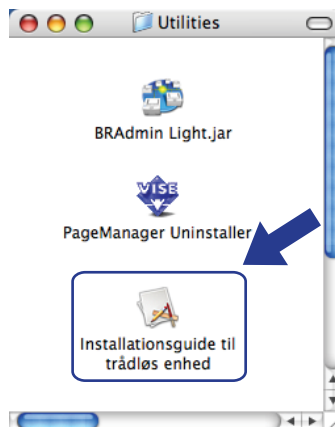 Utilities
BRAdmin Light.jar
VISE
PageManager Uninstaller
Installationsguide til
trådløs enhed